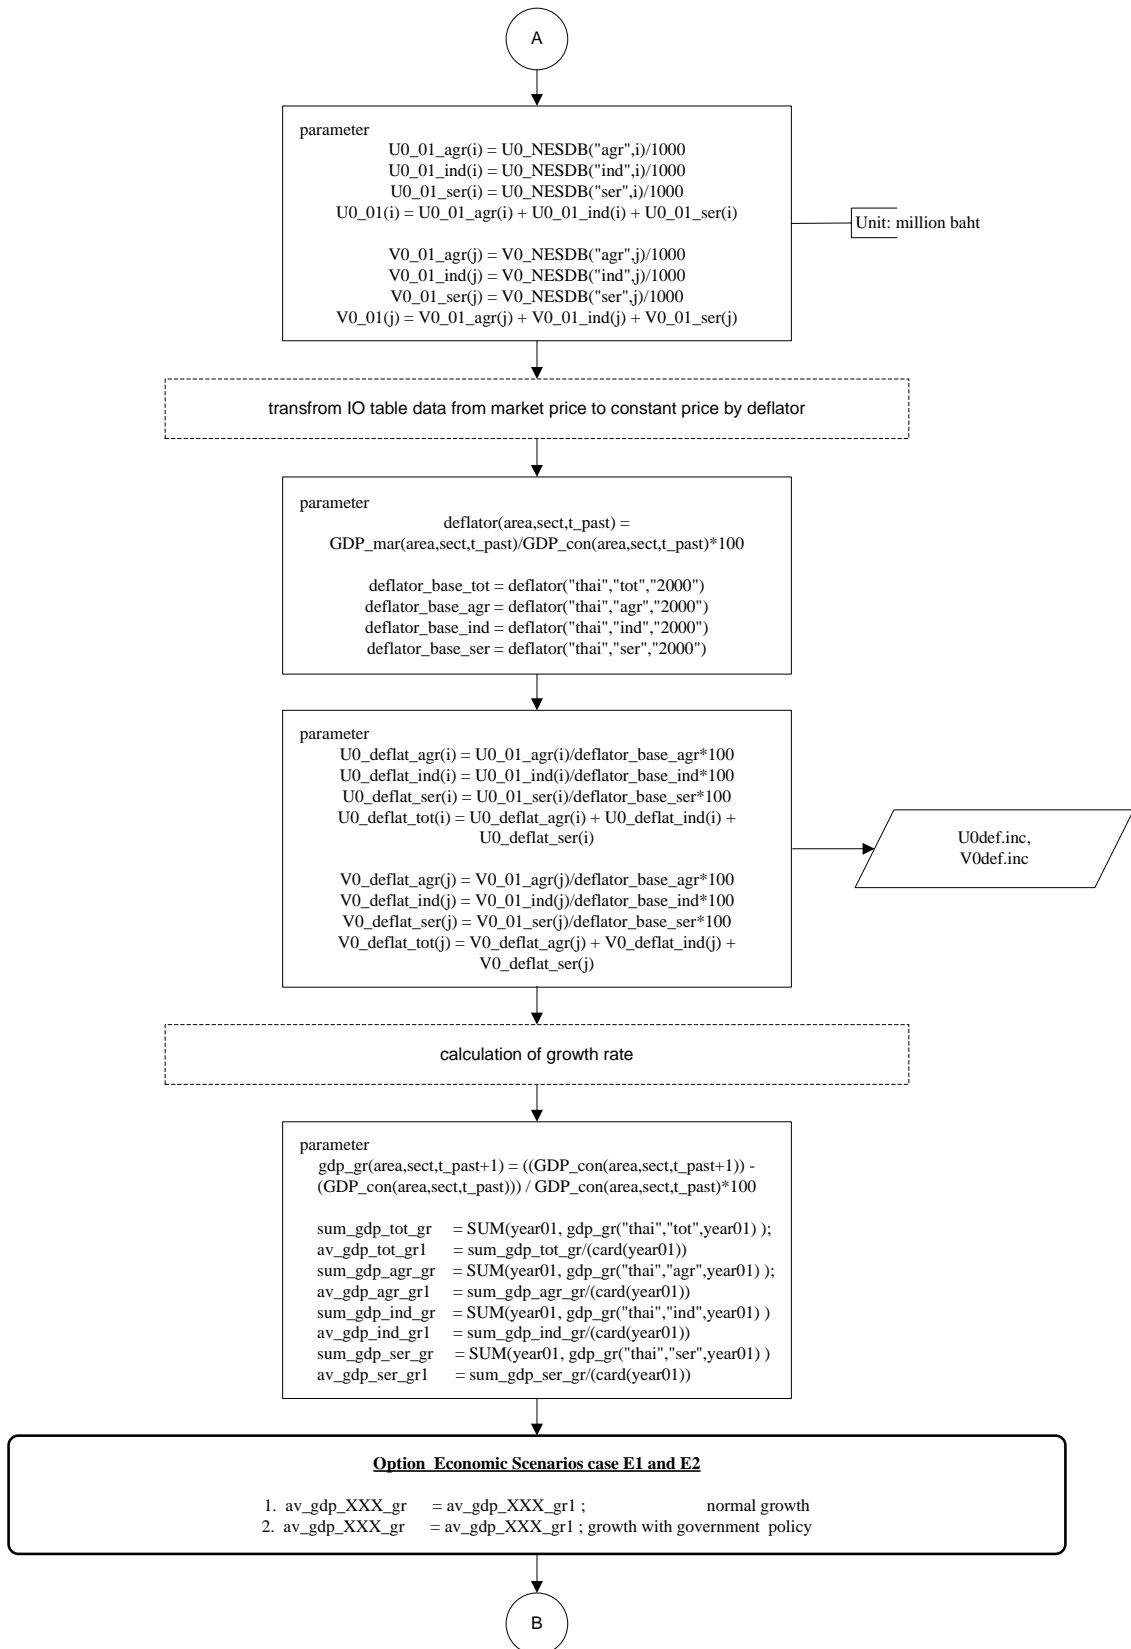 A
parameter
U0_01_agr(i) = U0_NESDB("agr",i)/1000
U0_01_ind(i) = U0_NESDB("ind",i)/1000
U0_01_ser(i) = U0_NESDB("ser",i)/1000
U0_01(i) = U0_01_agr(i) + U0_01_ind(i) + U0_01_ser(i)
Unit: million baht
V0_01_agr(j) = V0_NESDB("agr",j)/1000
V0_01_ind(j) = V0_NESDB("ind",j)/1000
V0_01_ser(j) = V0_NESDB("ser",j)/1000
V0_01(j) = V0_01_agr(j) + V0_01_ind(j) + V0_01_ser(j)
transfrom IO table data from market price to constant price by deflator
parameter
deflator(area,sect,t_past) =
GDP_mar(area,sect,t_past)/GDP_con(area,sect,t_past)*100
deflator_base_tot = deflator("thai","tot","2000")
deflator_base_agr = deflator("thai","agr","2000")
deflator_base_ind = deflator("thai","ind","2000")
deflator_base_ser = deflator("thai","ser","2000")
parameter
U0_deflat_agr(i) = U0_01_agr(i)/deflator_base_agr*100
U0_deflat_ind(i) = U0_01_ind(i)/deflator_base_ind*100
U0_deflat_ser(i) = U0_01_ser(i)/deflator_base_ser*100
U0_deflat_tot(i) = U0_deflat_agr(i) + U0_deflat_ind(i) +
U0_deflat_ser(i)
V0_deflat_agr(j) = V0_01_agr(j)/deflator_base_agr*100
V0_deflat_ind(j) = V0_01_ind(j)/deflator_base_ind*100
V0_deflat_ser(j) = V0_01_ser(j)/deflator_base_ser*100
V0_deflat_tot(j) = V0_deflat_agr(j) + V0_deflat_ind(j) +
V0_deflat_ser(j)
U0def.inc,
V0def.inc
calculation of growth rate
parameter
gdp_gr(area,sect,t_past+1) = ((GDP_con(area,sect,t_past+1)) -
(GDP_con(area,sect,t_past))) / GDP_con(area,sect,t_past)*100
sum_gdp_tot_gr = SUM(year01, gdp_gr("thai","tot",year01) );
av_gdp_tot_gr1 = sum_gdp_tot_gr/(card(year01))
sum_gdp_agr_gr = SUM(year01, gdp_gr("thai","agr",year01) );
av_gdp_agr_gr1 = sum_gdp_agr_gr/(card(year01))
sum_gdp_ind_gr = SUM(year01, gdp_gr("thai","ind",year01) )
av_gdp_ind_gr1 = sum_gdp_ind_gr/(card(year01))
sum_gdp_ser_gr = SUM(year01, gdp_gr("thai","ser",year01) )
av_gdp_ser_gr1 = sum_gdp_ser_gr/(card(year01))
Option Economic Scenarios case E1 and E2
1. av_gdp_XXX_gr = av_gdp_XXX_gr1 ; normal growth
2. av_gdp_XXX_gr = av_gdp_XXX_gr1 ; growth with government policy
B